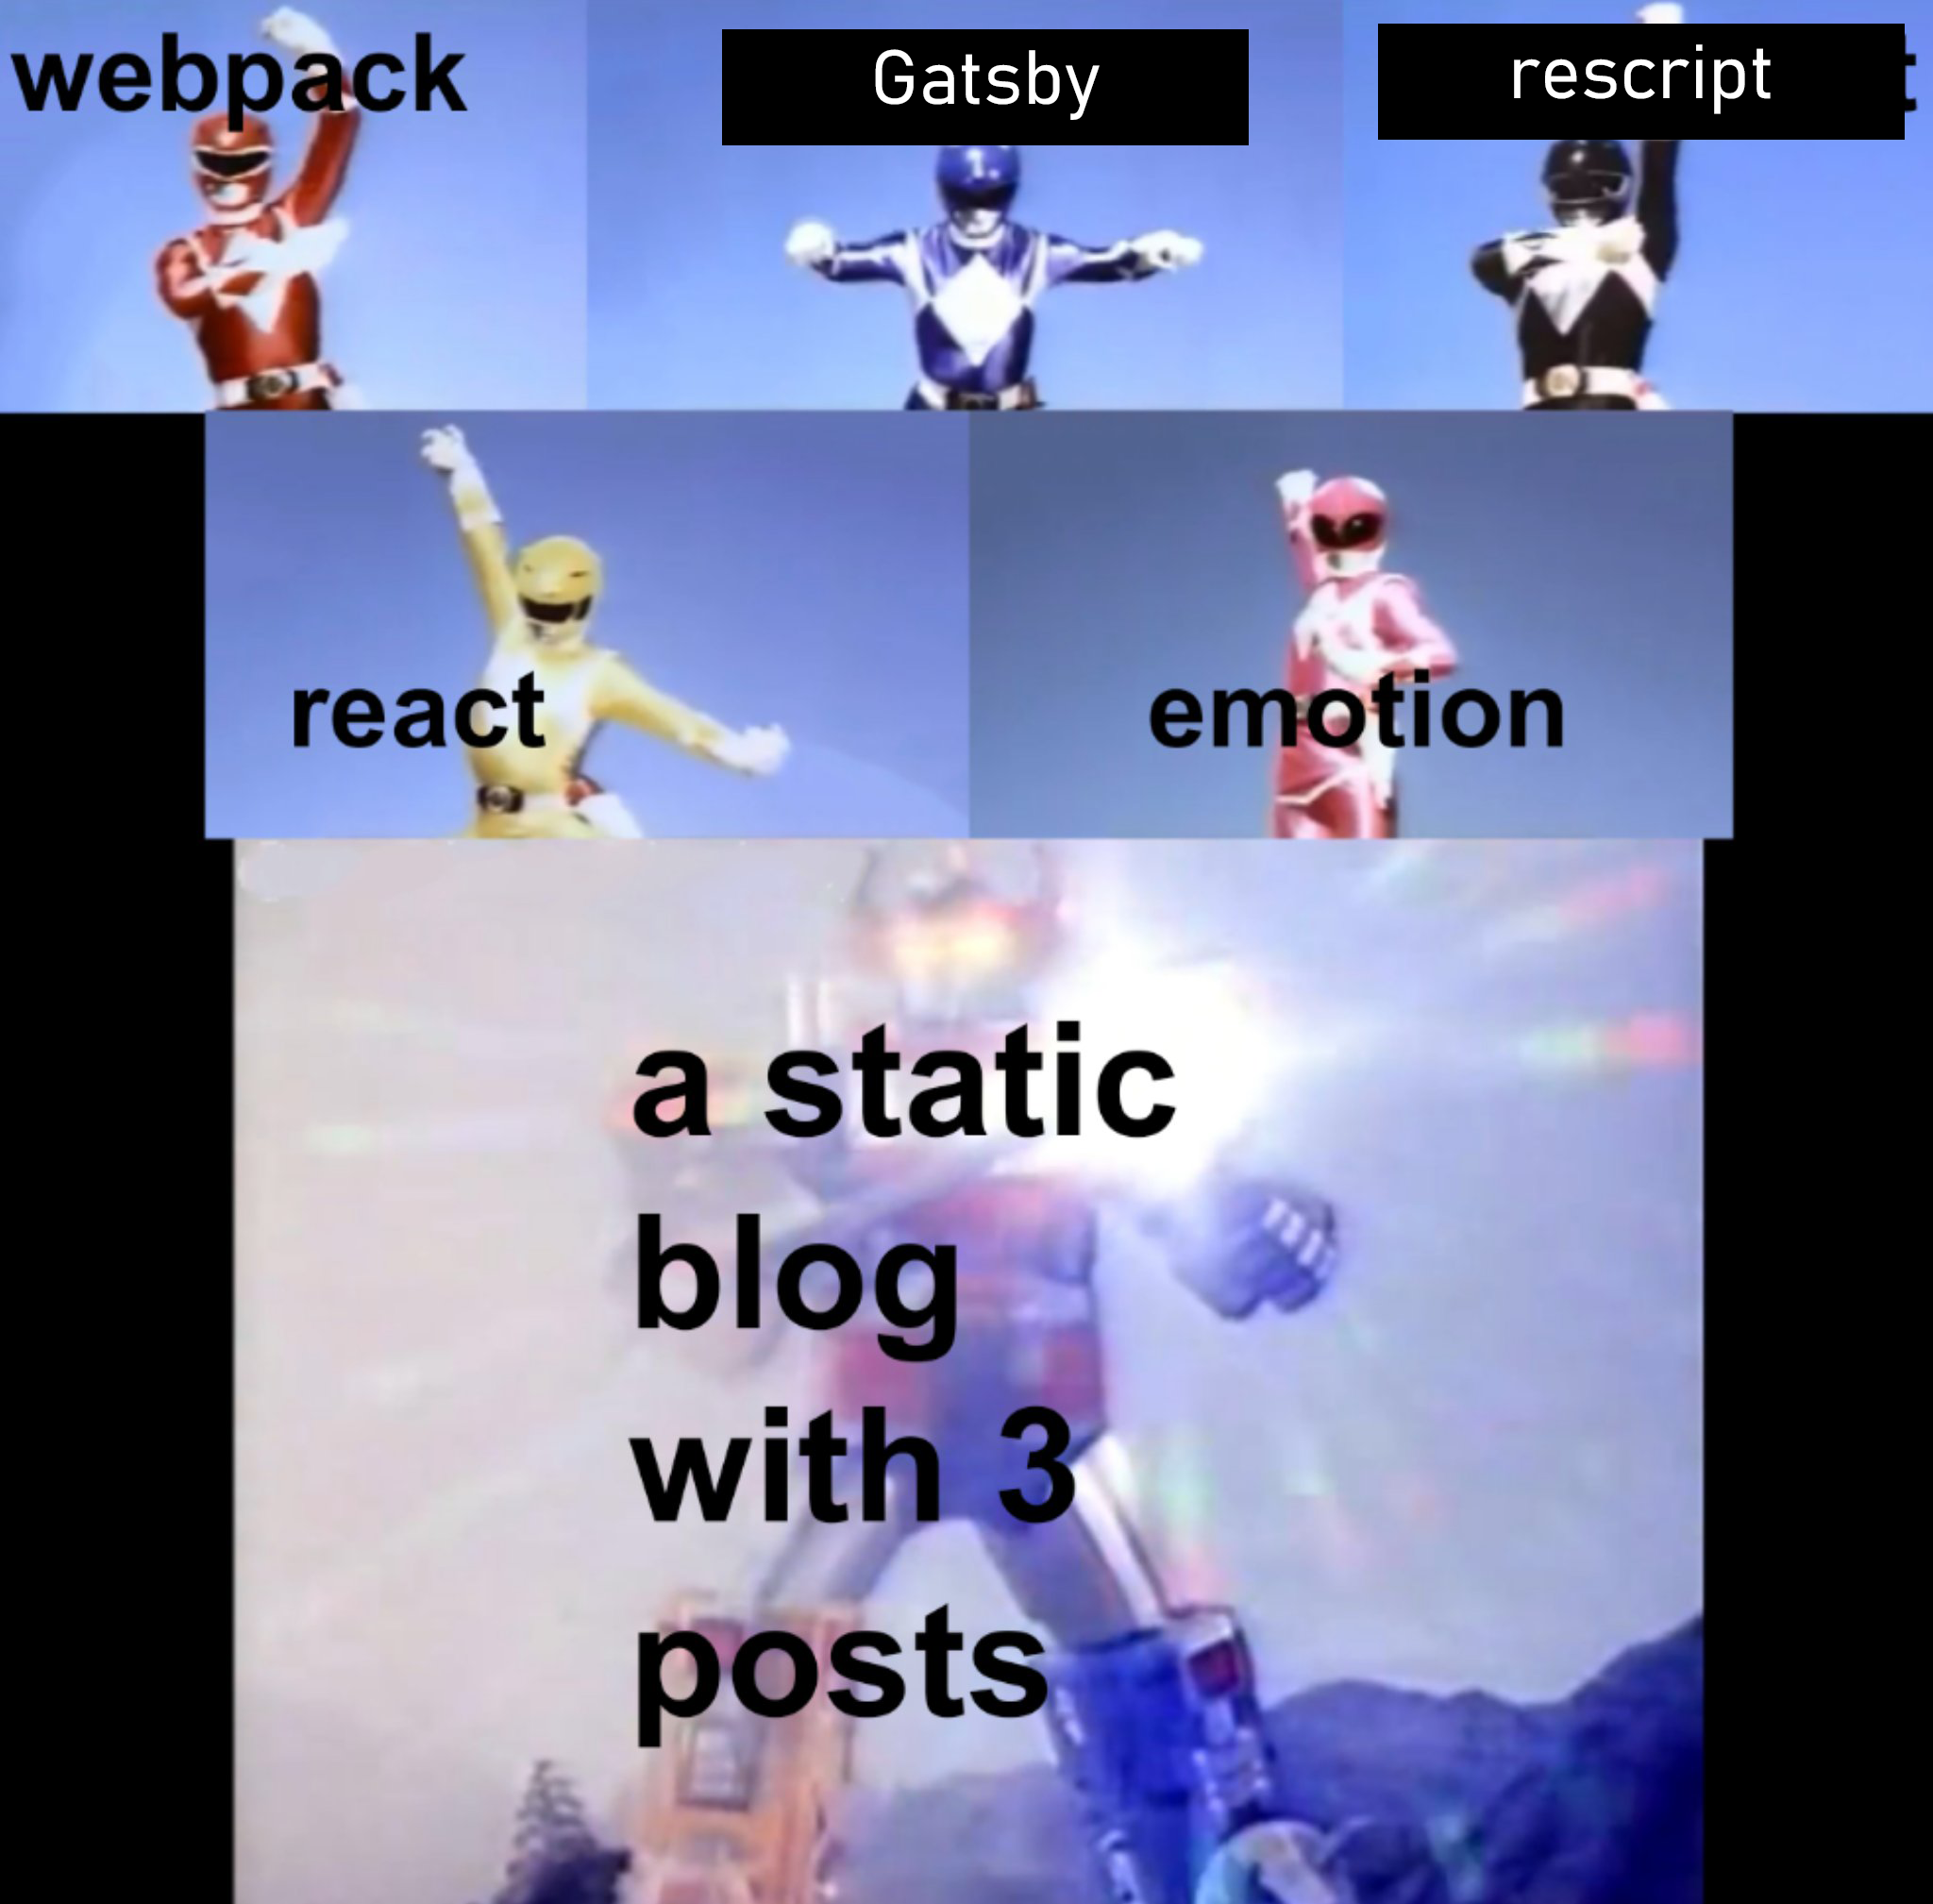 webpack
Gatsby
rescript
t
react
emotion
a static
blog
with 3
posts